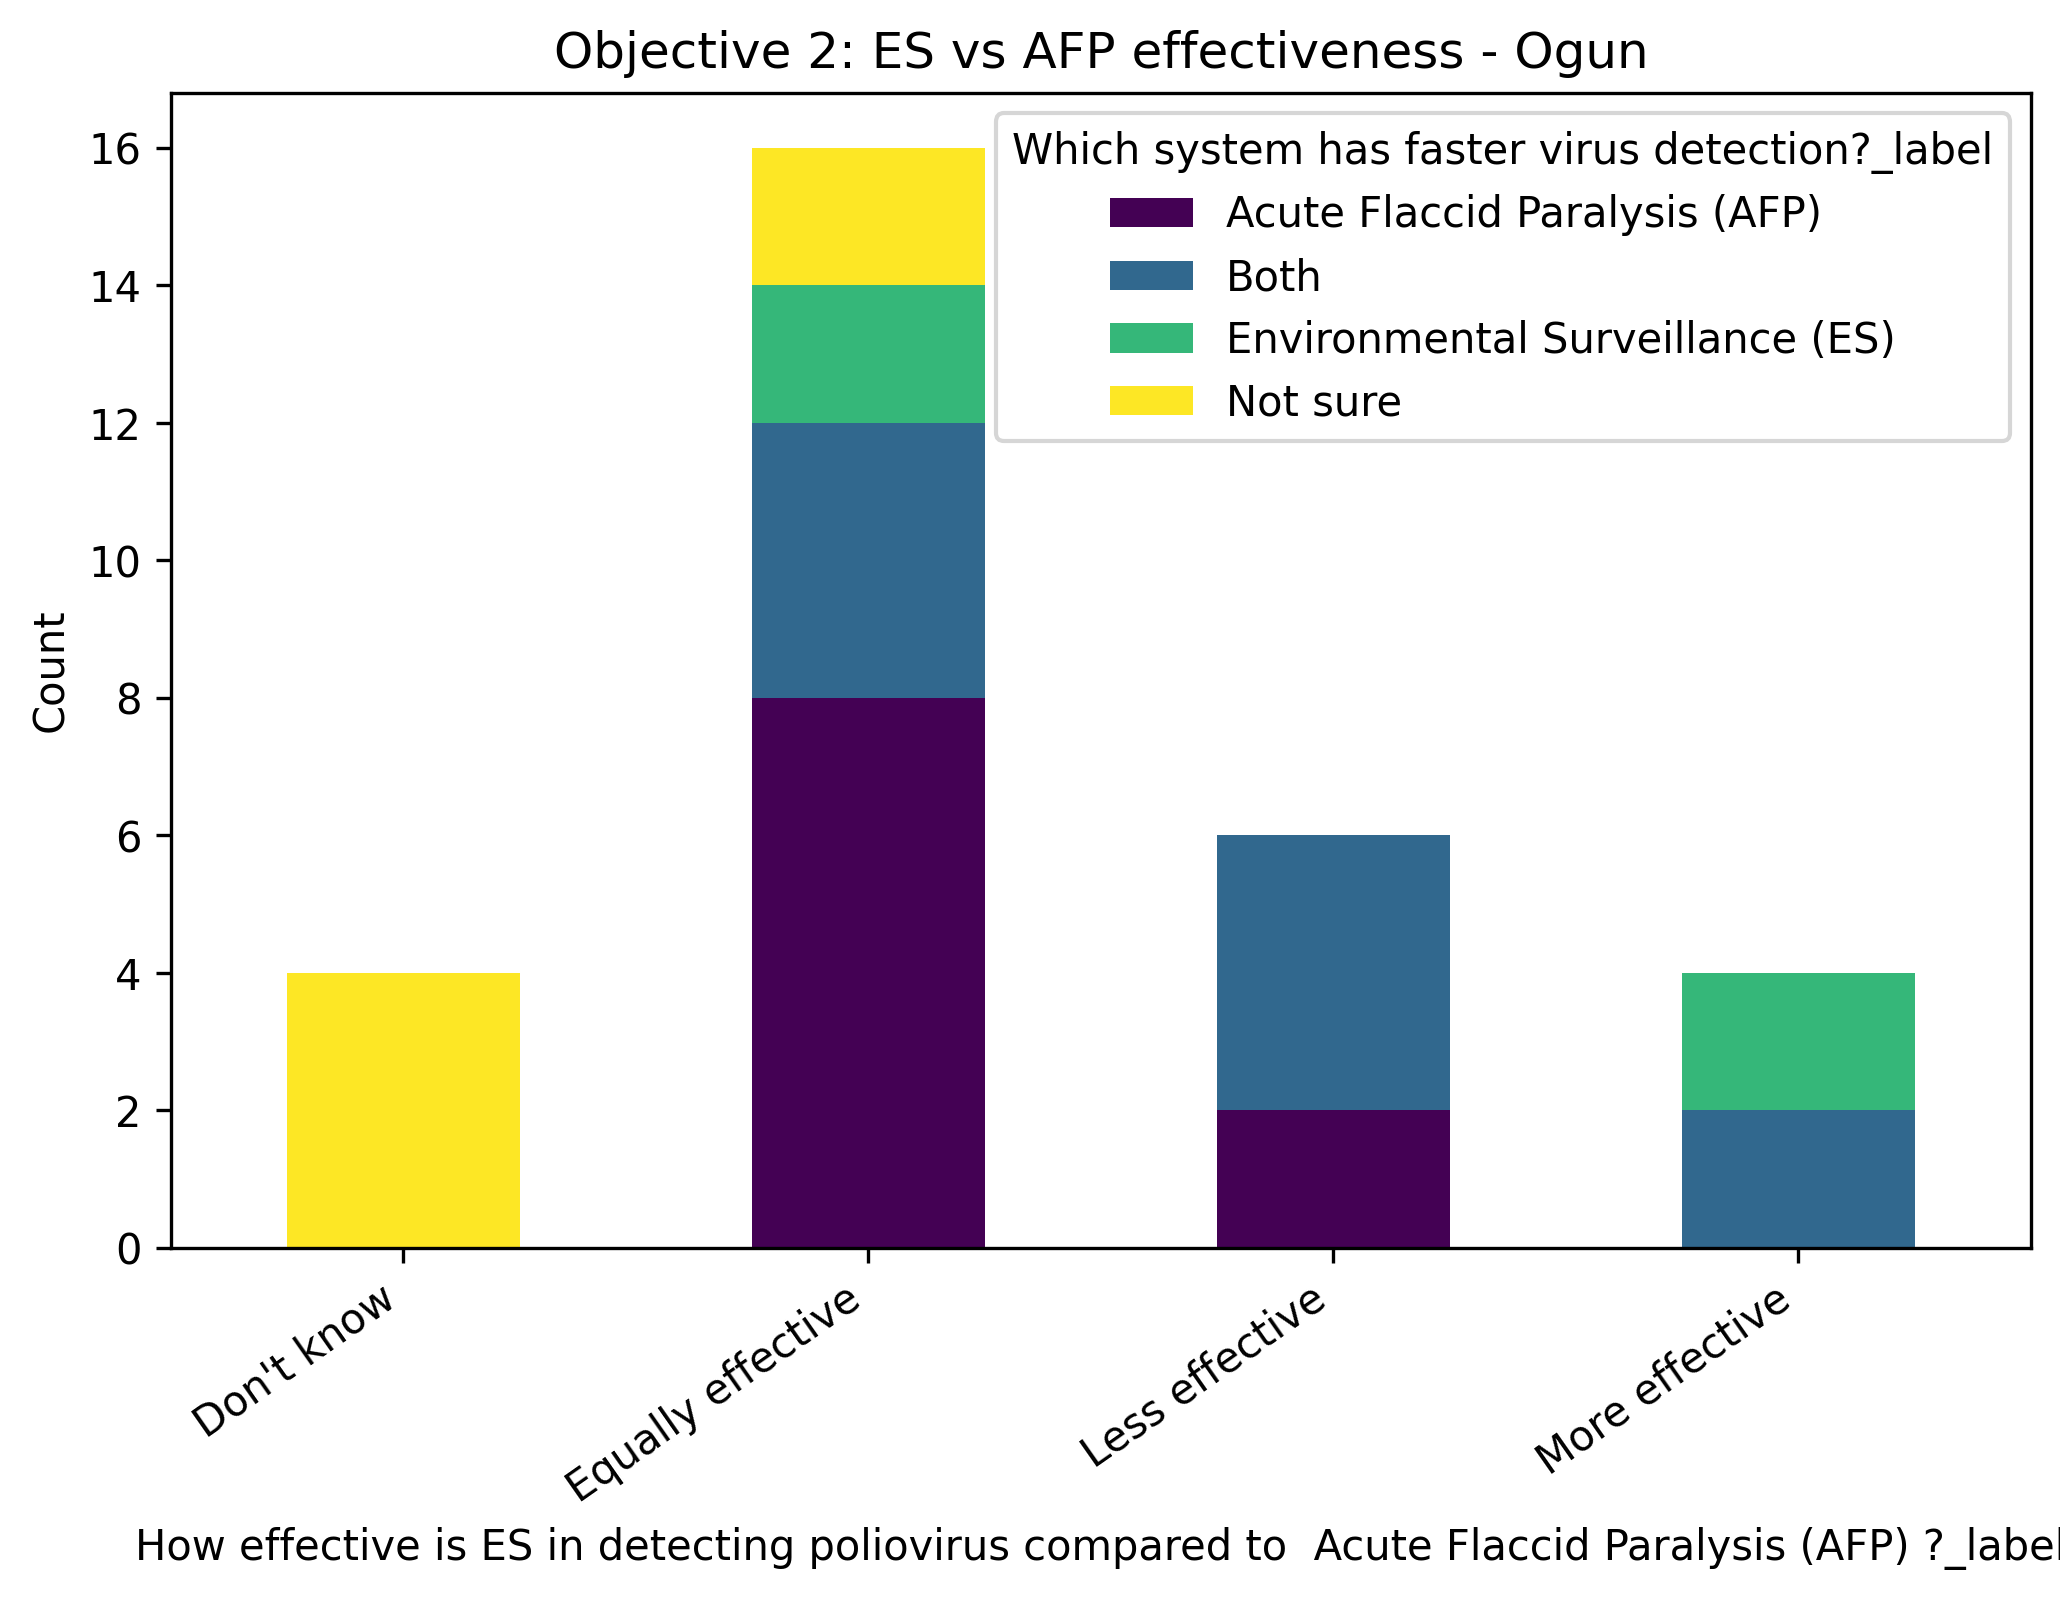 Objective 2: ES vs AFP effectiveness - Ogun
Which system has faster virus detection?_label
Acute Flaccid Paralysis (AFP)
Both
Environmental Surveillance (ES)
Not sure
Count
16
14
12
10
8
6
4
2
0
Don't know
Equally effective
Less effective
More effective
How effective is ES in detecting poliovirus compared to  Acute Flaccid Paralysis (AFP) ?_label